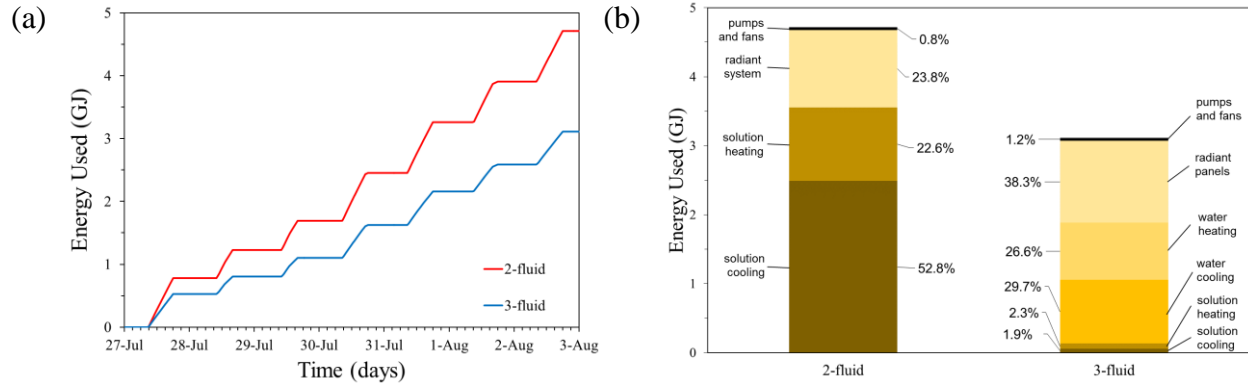 (a)
Energy Used (GJ)
5
4
3
2
1
0
2-fluid
3-fluid
27-Jul
28-Jul
29-Jul
30-Jul
31-Jul
1-Aug
2-Aug
3-Aug
Time (days)
(b)
Energy Used (GJ)
5
4
3
2
1
0
pumps
and fans
radiant
system
solution
heating
solution
cooling
0.8%
23.8%
22.6%
52.8%
1.2%
38.3%
26.6%
29.7%
2.3%
1.9%
pumps
and fans
radiant
panels
water
heating
water
cooling
solution
heating
solution
cooling
2-fluid
3-fluid